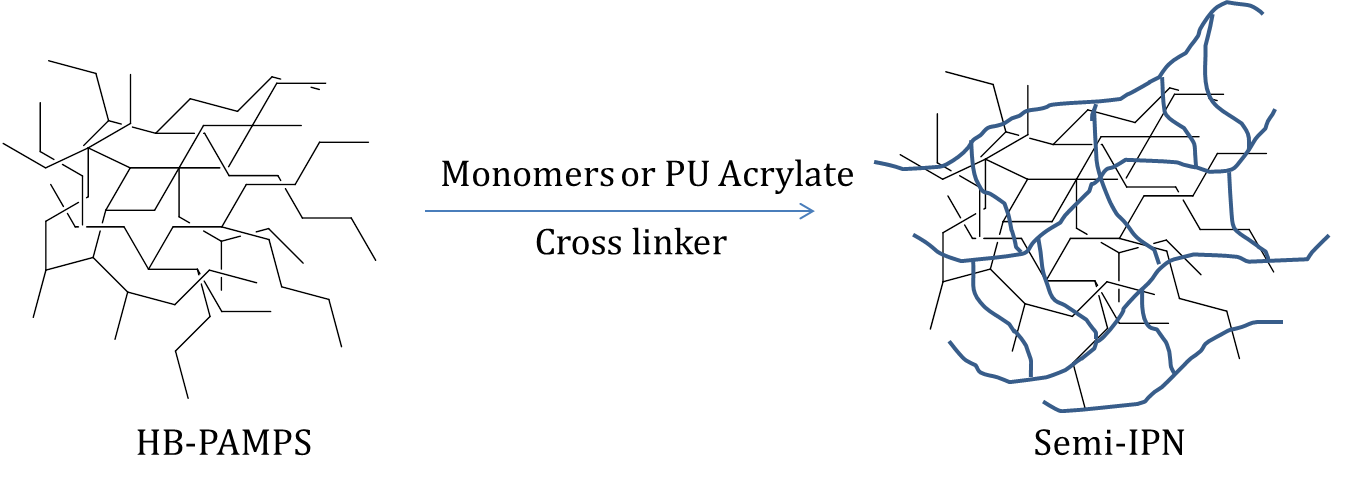 Monomers or PU Acrylate
Cross linker
HB-PAMPS
Semi-IPN